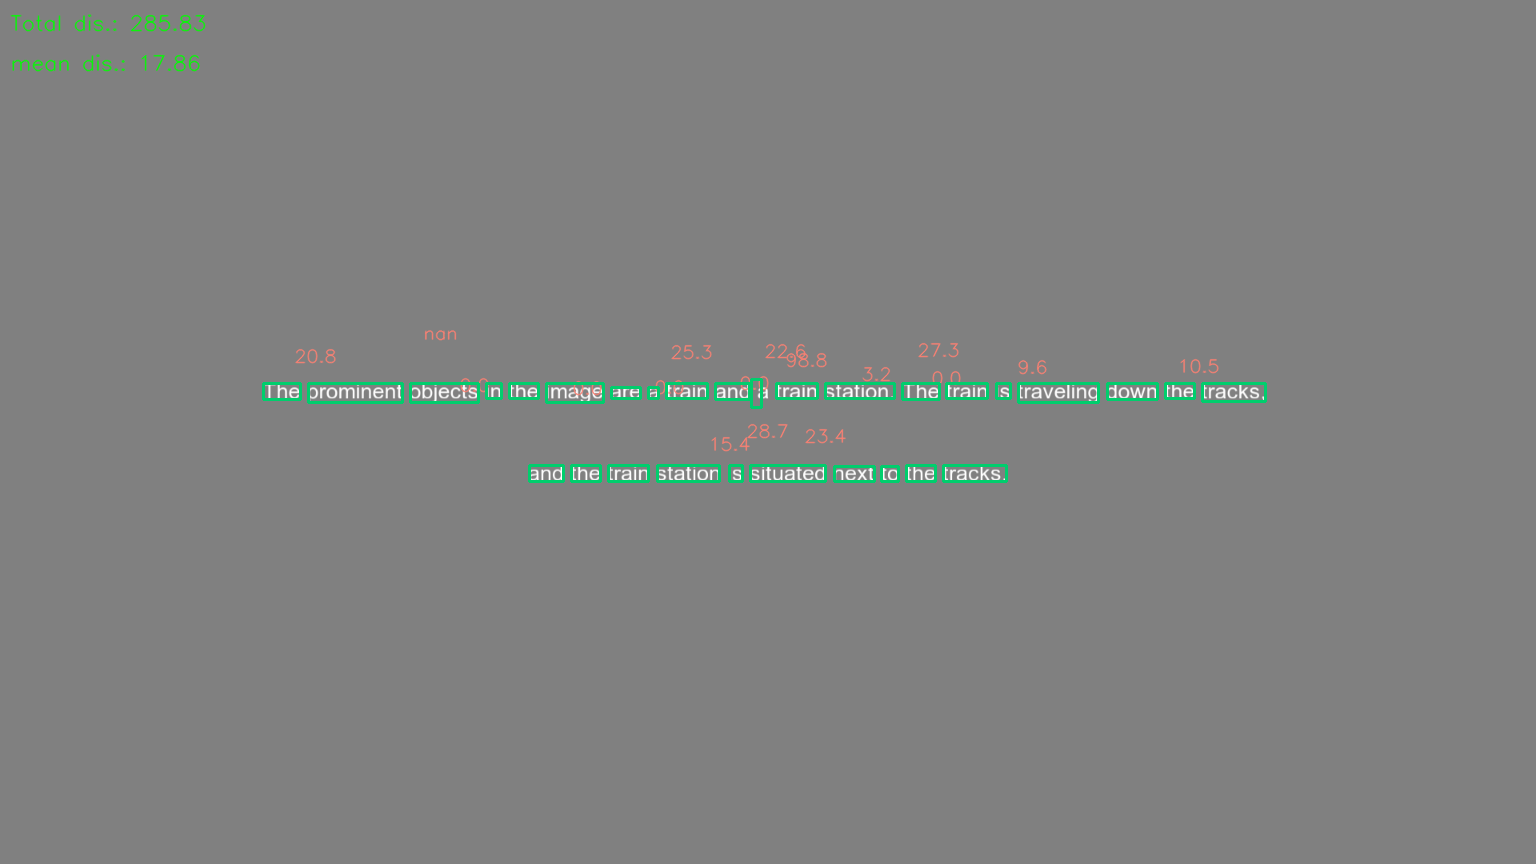 Total dis.: 285.83
mean dis.: 17.86
nan
20.8 25.3 22.6 98.8 27.3
3.2 0.0 9.6 10.5
The prominent objects in the image are a train and a train station. The train is traveling down the tracks,
15.4 28.7 23.4
and the train station is situated next to the tracks.